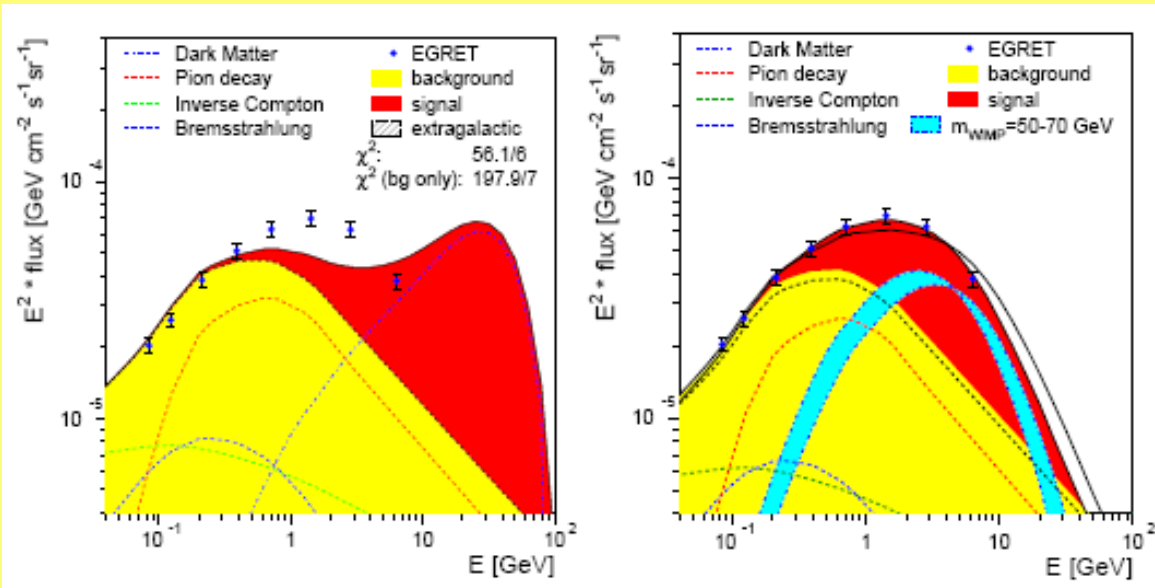 Dark Matter
Pion decay
Inverse Compton
Bremsstrahlung
EGRET
background
signal
extragalactic
χ²: 56.1/6
χ² (bg only): 197.9/7
E² * flux [GeV cm⁻² s⁻¹ sr⁻¹]
10⁻⁴
10⁻⁵
10⁻¹ 1 10 10²
E [GeV]
Dark Matter
Pion decay
Inverse Compton
Bremsstrahlung
EGRET
background
signal
m_WIMP=50-70 GeV
E² * flux [GeV cm⁻² s⁻¹ sr⁻¹]
10⁻⁴
10⁻⁵
10⁻¹ 1 10 10²
E [GeV]